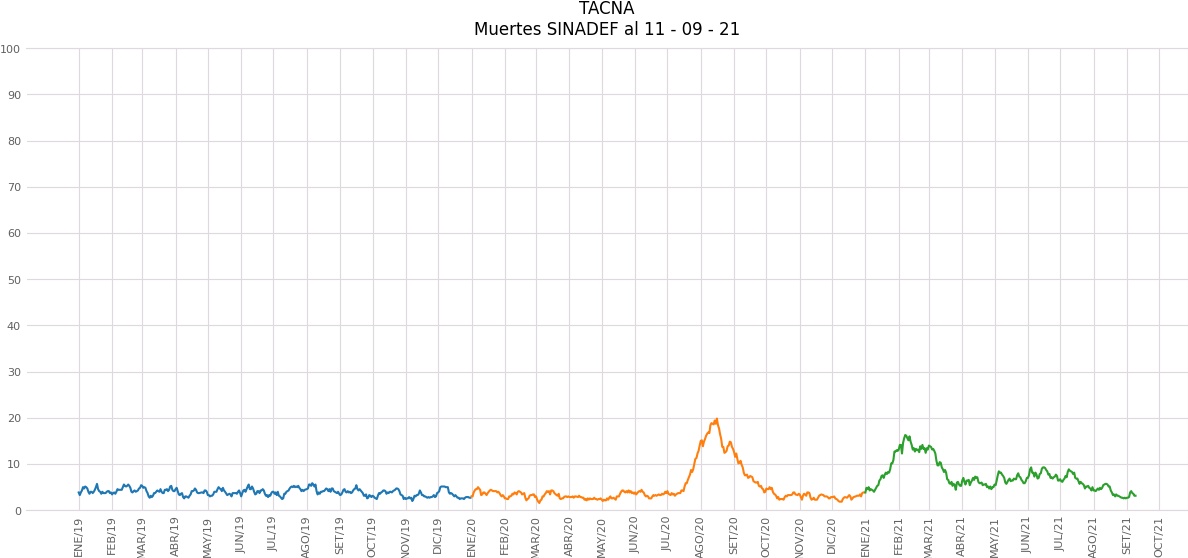 TACNA
Muertes SINADEF al 11 - 09 - 21
100
90
80
70
60
50
40
30
20
10
0
ENE/19
FEB/19
MAR/19
ABR/19
MAY/19
JUN/19
JUL/19
AGO/19
SET/19
OCT/19
NOV/19
DIC/19
ENE/20
FEB/20
MAR/20
ABR/20
MAY/20
JUN/20
JUL/20
AGO/20
SET/20
OCT/20
NOV/20
DIC/20
ENE/21
FEB/21
MAR/21
ABR/21
MAY/21
JUN/21
JUL/21
AGO/21
SET/21
OCT/21